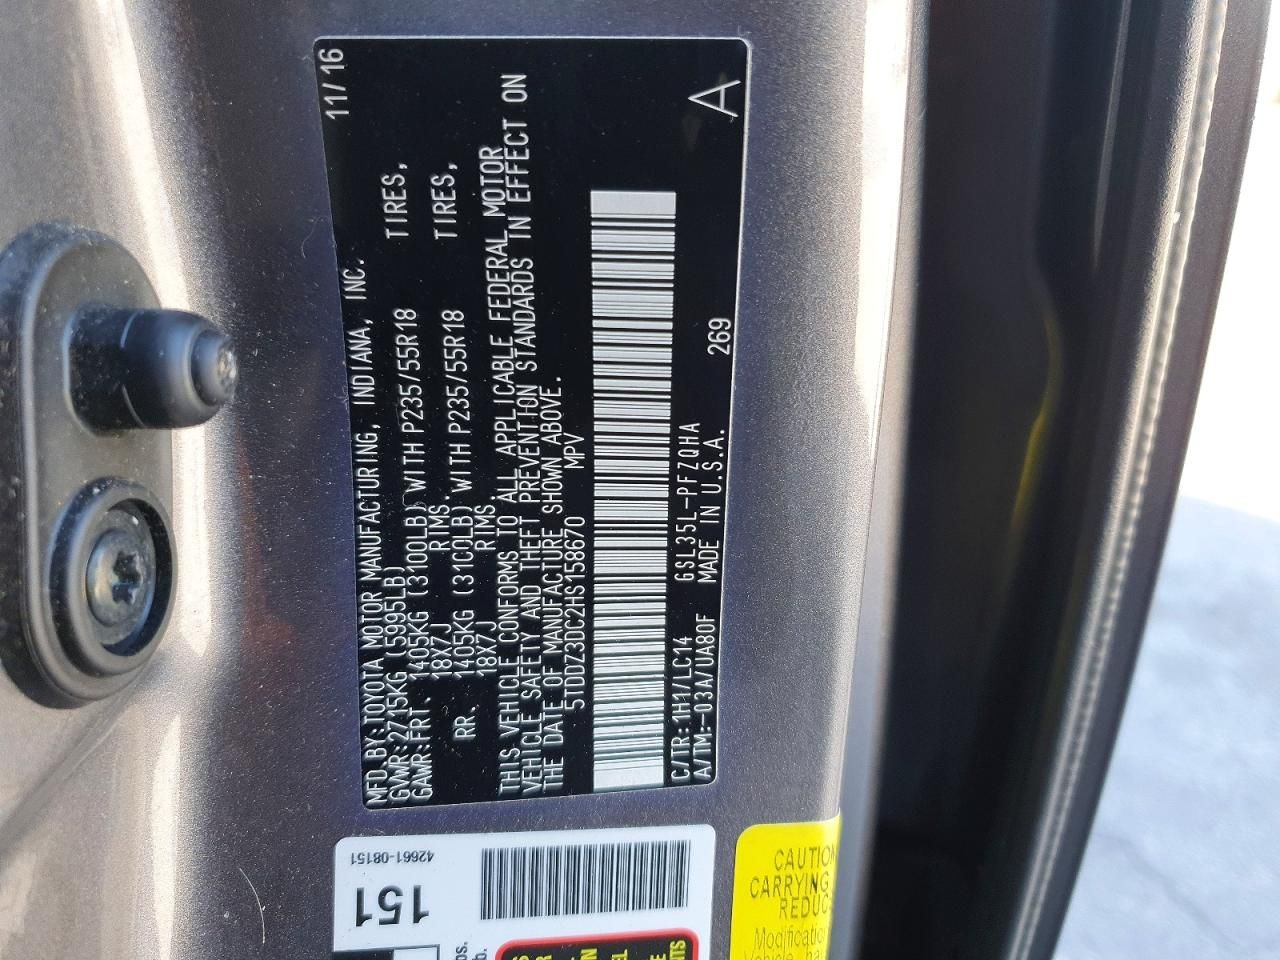 MFD.BY:TOYOTA MOTOR MANUFACTURING, INDIANA, INC. 11/16
GVWR:2715KG (5995LB)
GAWR:FRT. 1405KG (3100LB) WITH P235/55R18 TIRES,
18X7J RIMS.
RR. 1405KG (3100LB) WITH P235/55R18 TIRES,
18X7J RIMS.
THIS VEHICLE CONFORMS TO ALL APPLICABLE FEDERAL MOTOR
VEHICLE SAFETY AND THEFT PREVENTION STANDARDS IN EFFECT ON
THE DATE OF MANUFACTURE SHOWN ABOVE.
5TDDZ3DC2HS158670 MPV
C/TR:1H1/LC14 GSL35L-PFZQHA
A/TM:-03A/UA80F MADE IN U.S.A. 269
A
42661-08151
151
CAUTION
CARRYING
REDUC
Modification